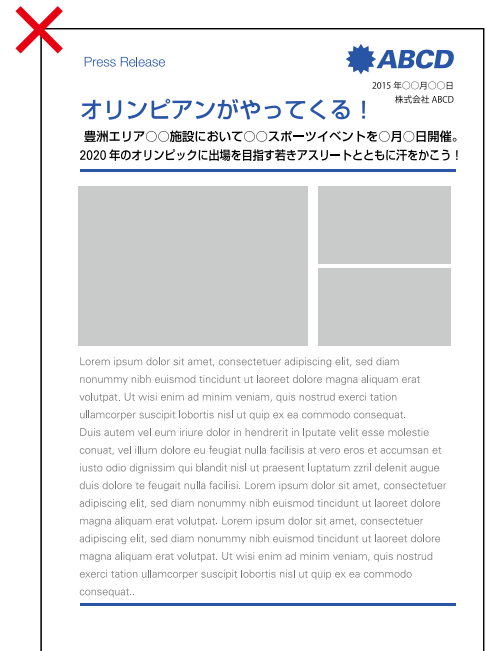 Press Release
ABCD
2015 年○○月○○日
株式会社 ABCD
オリンピアンがやってくる！
豊洲エリア○○施設において○○スポーツイベントを○月○日開催。
2020 年のオリンピックに出場を目指す若きアスリートとともに汗をかこう！
Lorem ipsum dolor sit amet, consectetuer adipiscing elit, sed diam
nonummy nibh euismod tincidunt ut laoreet dolore magna aliquam erat
volutpat. Ut wisi enim ad minim veniam, quis nostrud exerci tation
ullamcorper suscipit lobortis nisl ut quip ex ea commodo consequat.
Duis autem vel eum iriure dolor in hendrerit in lputate velit esse molestie
conuat, vel illum dolore eu feugiat nulla facilisis at vero eros et accumsan et
iusto odio dignissim qui blandit nisl ut praesent luptatum zzril delenit augue
duis dolore te feugait nulla facilisi. Lorem ipsum dolor sit amet, consectetuer
adipiscing elit, sed diam nonummy nibh euismod tincidunt ut laoreet dolore
magna aliquam erat volutpat. Lorem ipsum dolor sit amet, consectetuer
adipiscing elit, sed diam nonummy nibh euismod tincidunt ut laoreet dolore
magna aliquam erat volutpat. Ut wisi enim ad minim veniam, quis nostrud
exerci tation ullamcorper suscipit lobortis nisl ut quip ex ea commodo
consequat..